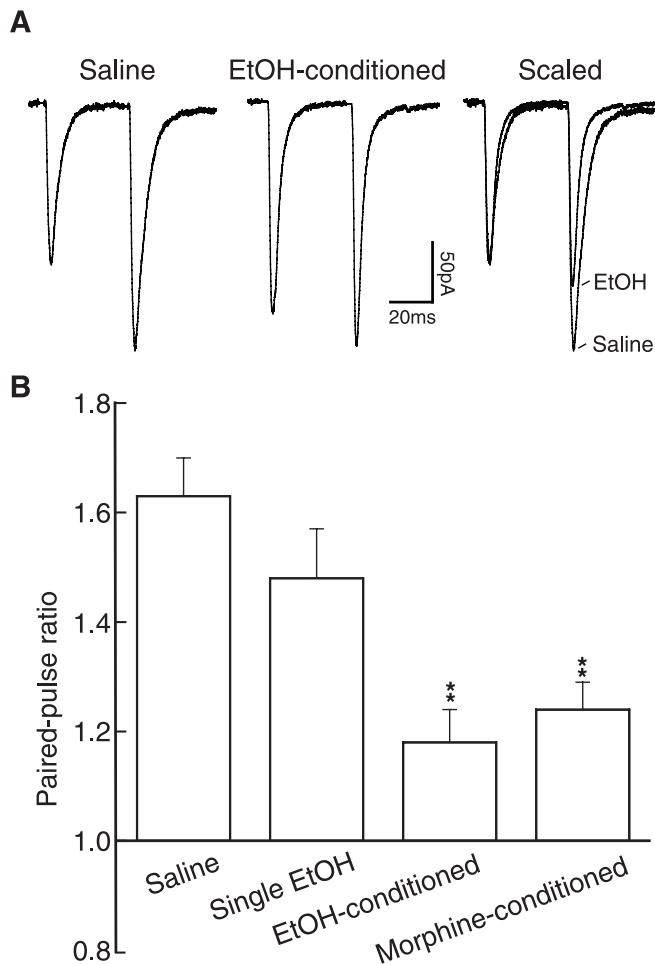 A
Saline
EtOH-conditioned
Scaled
50pA
20ms
EtOH
Saline
B
Paired-pulse ratio
1.8
1.6
1.4
1.2
1.0
0.8
**
**
Saline
Single EtOH
EtOH-conditioned
Morphine-conditioned